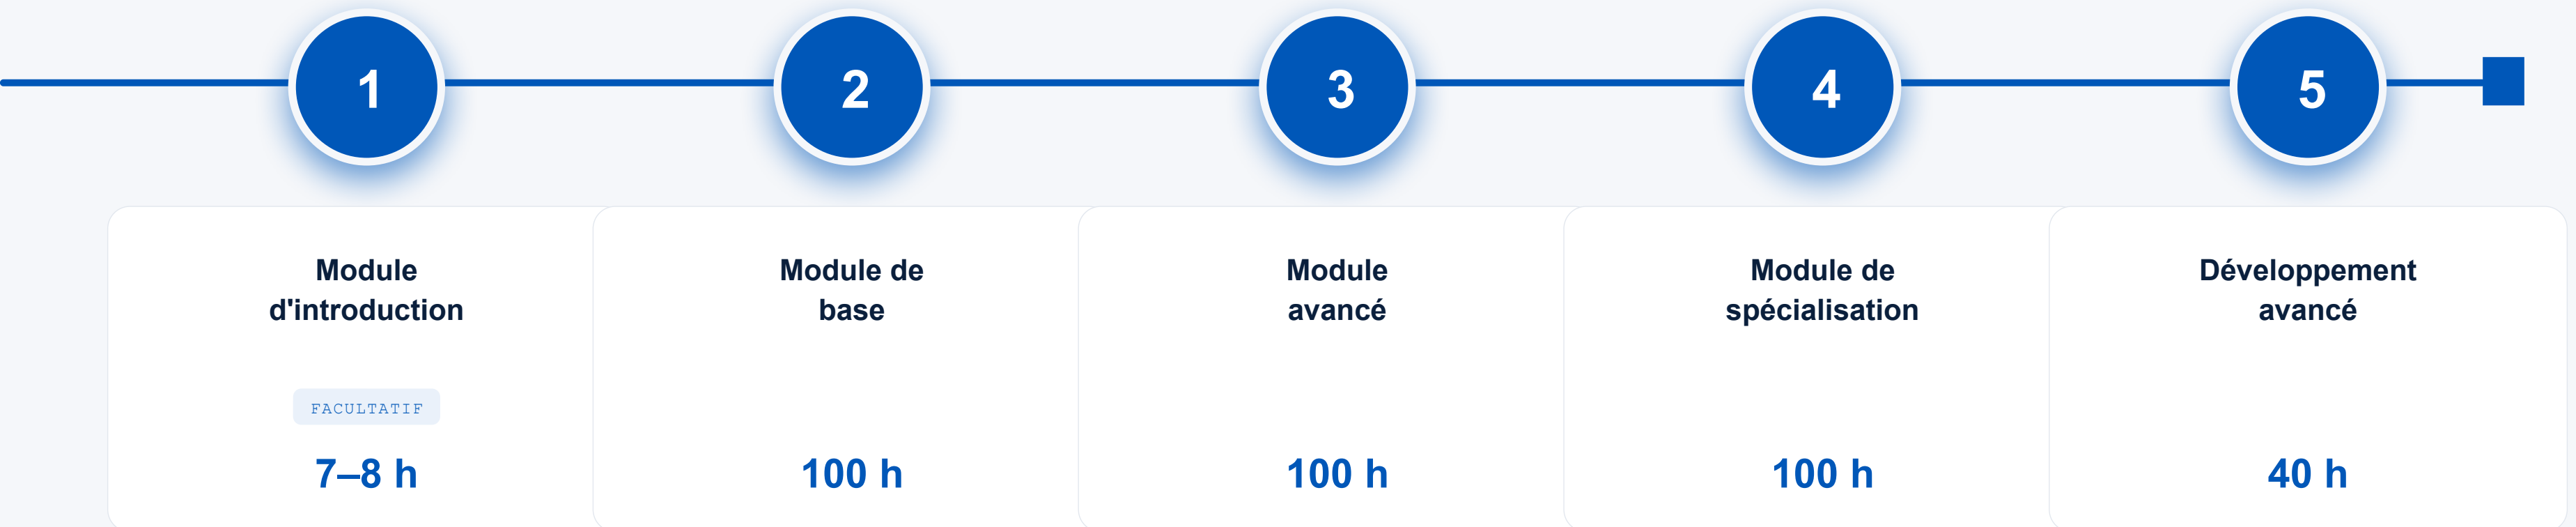 1
2
3
4
5
Module
d'introduction
FACULTATIF
7–8 h
Module de
base
100 h
Module
avancé
100 h
Module de
spécialisation
100 h
Développement
avancé
40 h